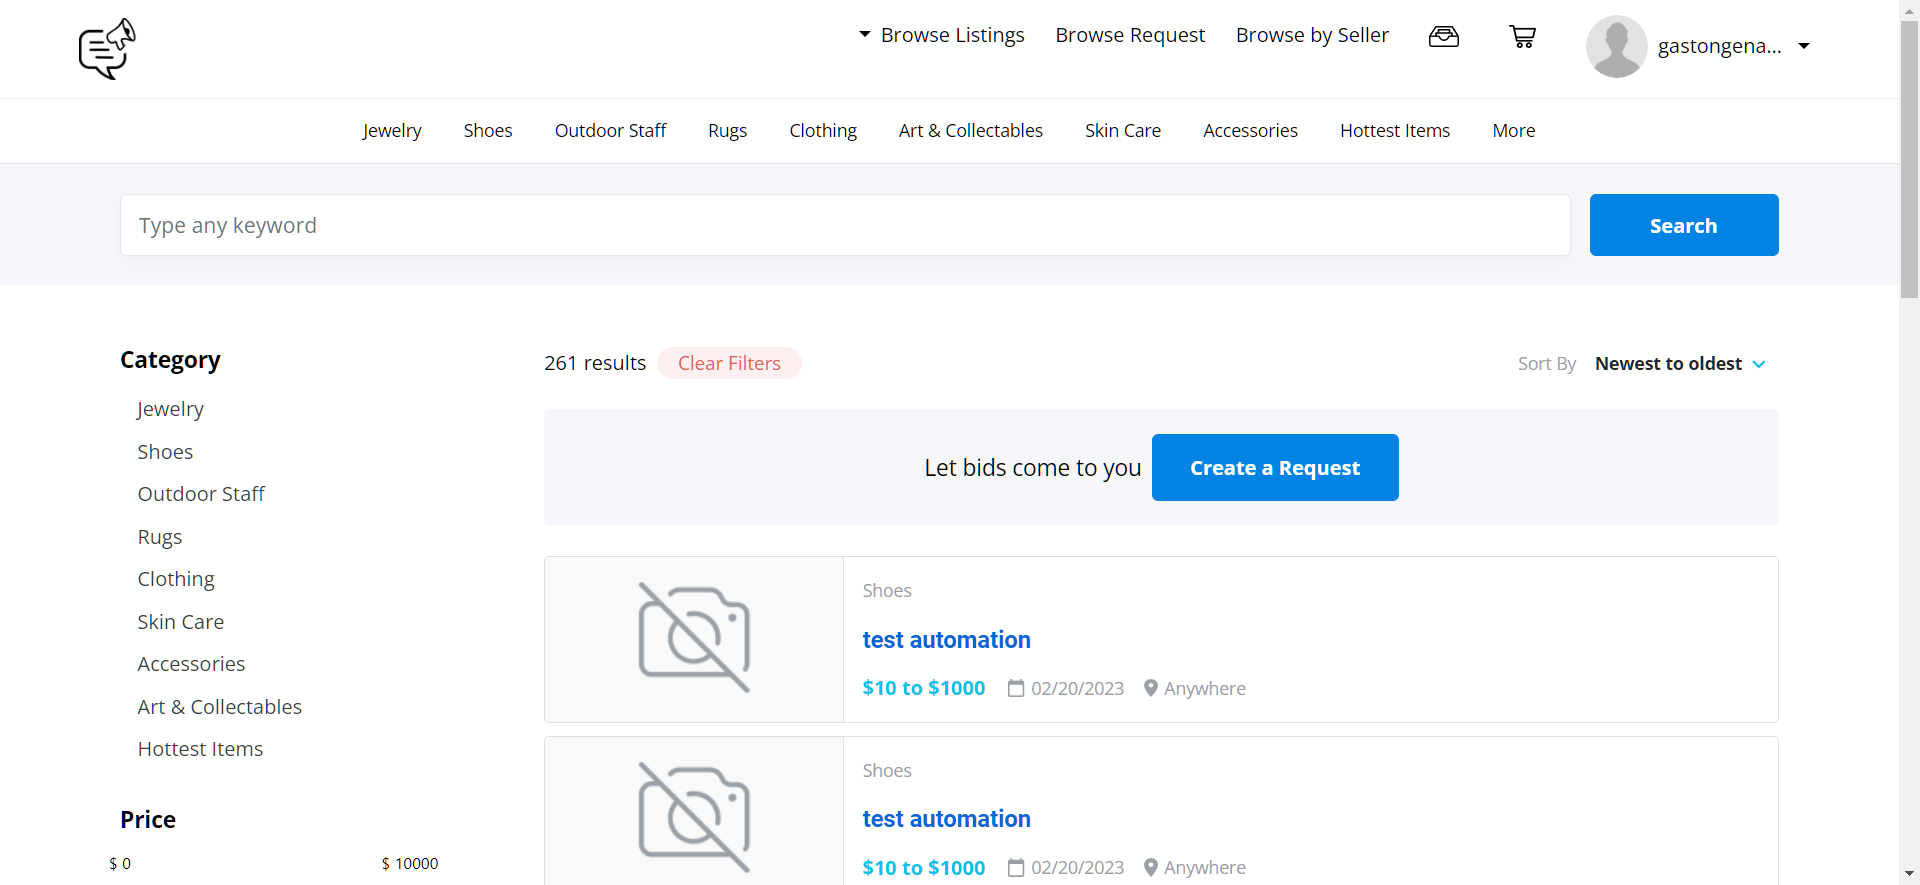 Browse Listings Browse Request Browse by Seller gastongena...
Jewelry Shoes Outdoor Staff Rugs Clothing Art & Collectables Skin Care Accessories Hottest Items More
Type any keyword Search
Category
Jewelry
Shoes
Outdoor Staff
Rugs
Clothing
Skin Care
Accessories
Art & Collectables
Hottest Items
Price
$ 0 $ 10000
261 results Clear Filters Sort By Newest to oldest
Let bids come to you Create a Request
Shoes
test automation
$10 to $1000 02/20/2023 Anywhere
Shoes
test automation
$10 to $1000 02/20/2023 Anywhere